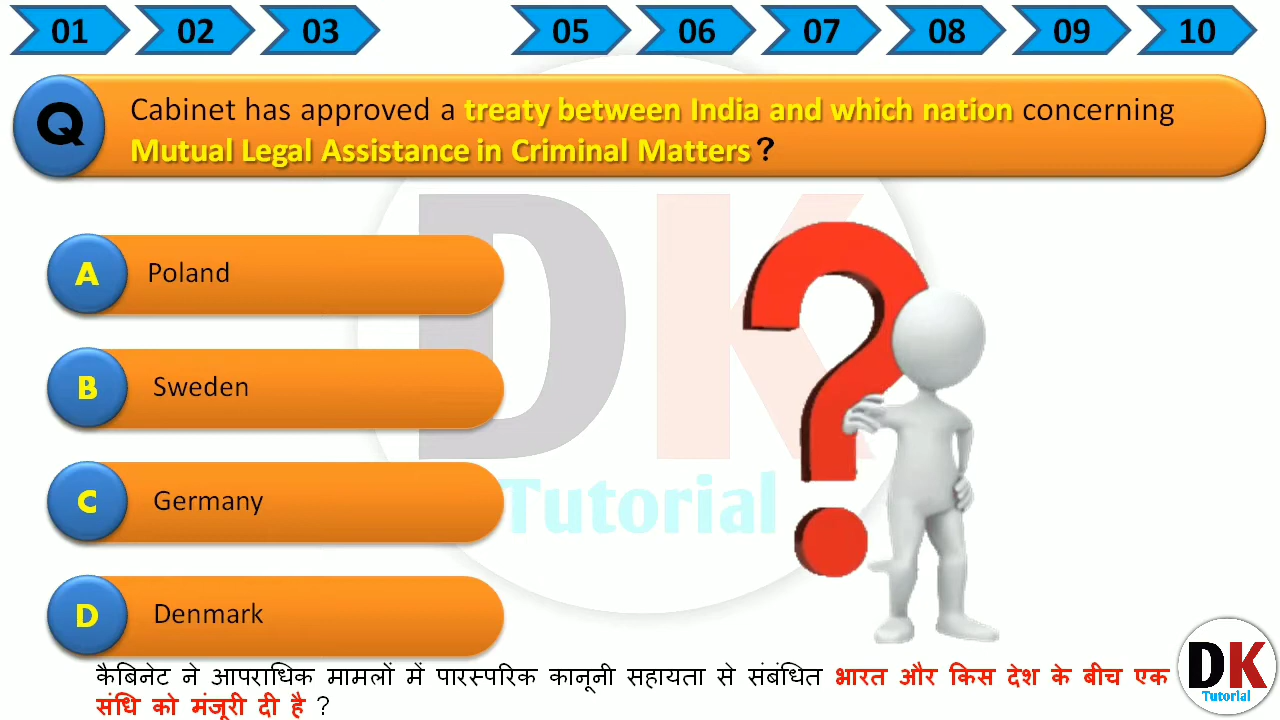 01 02 03 05 06 07 08 09 10
Q
Cabinet has approved a treaty between India and which nation concerning
Mutual Legal Assistance in Criminal Matters ?
A Poland
B Sweden
C Germany
D Denmark
DK
Tutorial
कैबिनेट ने आपराधिक मामलों में पारस्परिक कानूनी सहायता से संबंधित भारत और किस देश के बीच एक
संधि को मंजूरी दी है ?
DK
Tutorial